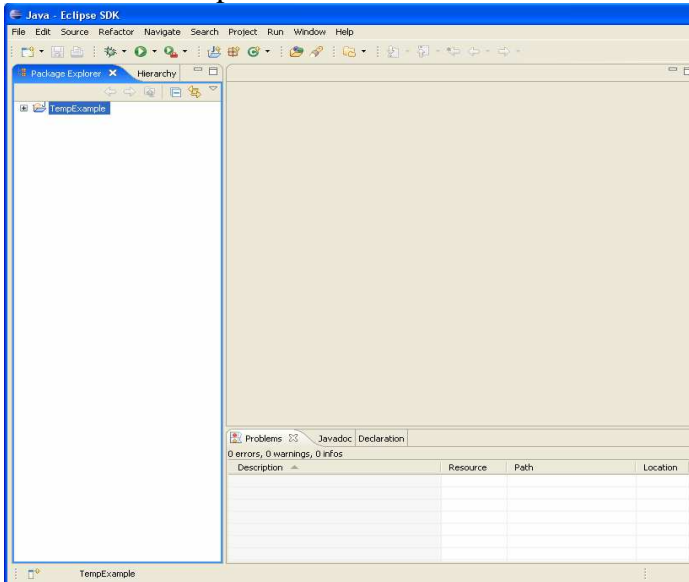 Java - Eclipse SDK
File Edit Source Refactor Navigate Search Project Run Window Help
Package Explorer Hierarchy
TempExample
Problems Javadoc Declaration
0 errors, 0 warnings, 0 infos
Description Resource Path Location
TempExample